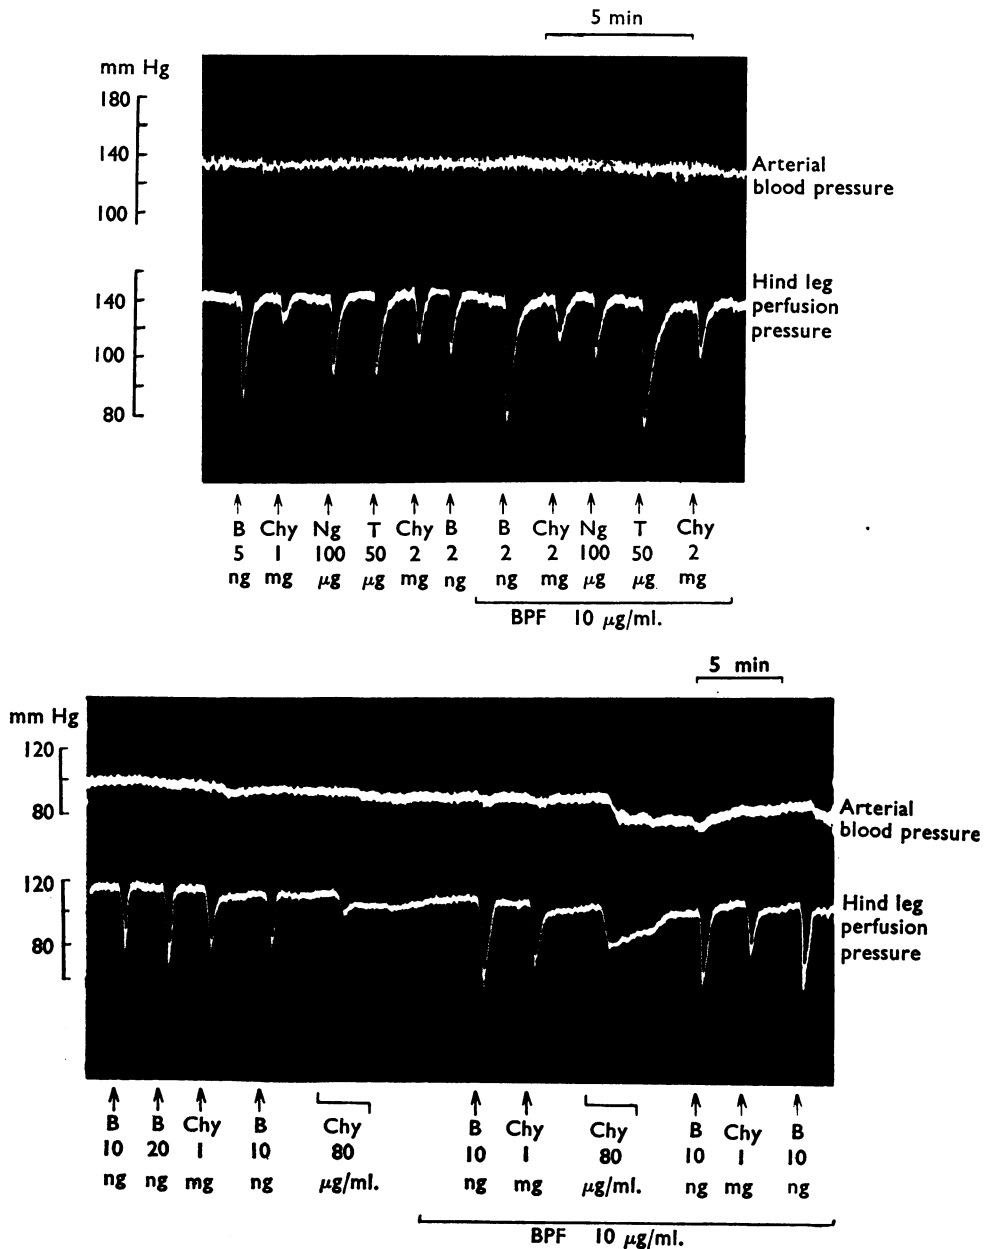 5 min
mm Hg
180
140
100
Arterial
blood pressure
140
100
80
Hind leg
perfusion
pressure
B Chy Ng T Chy B B Chy Ng T Chy
5 1 100 50 2 2 2 2 100 50 2
ng mg μg μg mg ng ng mg μg μg mg
BPF 10 μg/ml.
5 min
mm Hg
120
80
Arterial
blood pressure
120
80
Hind leg
perfusion
pressure
B B Chy B Chy B Chy Chy B Chy B
10 20 1 10 80 10 1 80 10 1 10
ng ng mg ng μg/ml. ng mg μg/ml. ng mg ng
BPF 10 μg/ml.